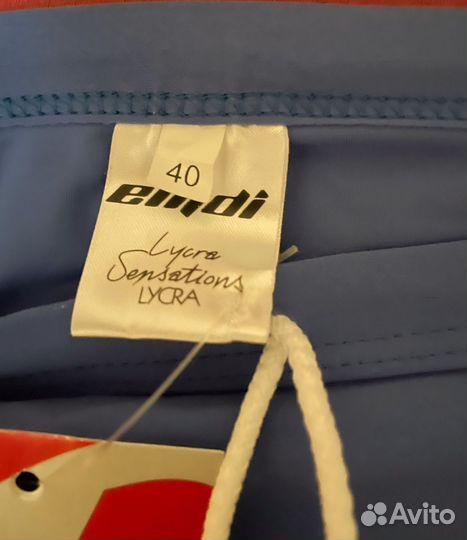 40
emdi
Lycra
Sensations
LYCRA
Avito